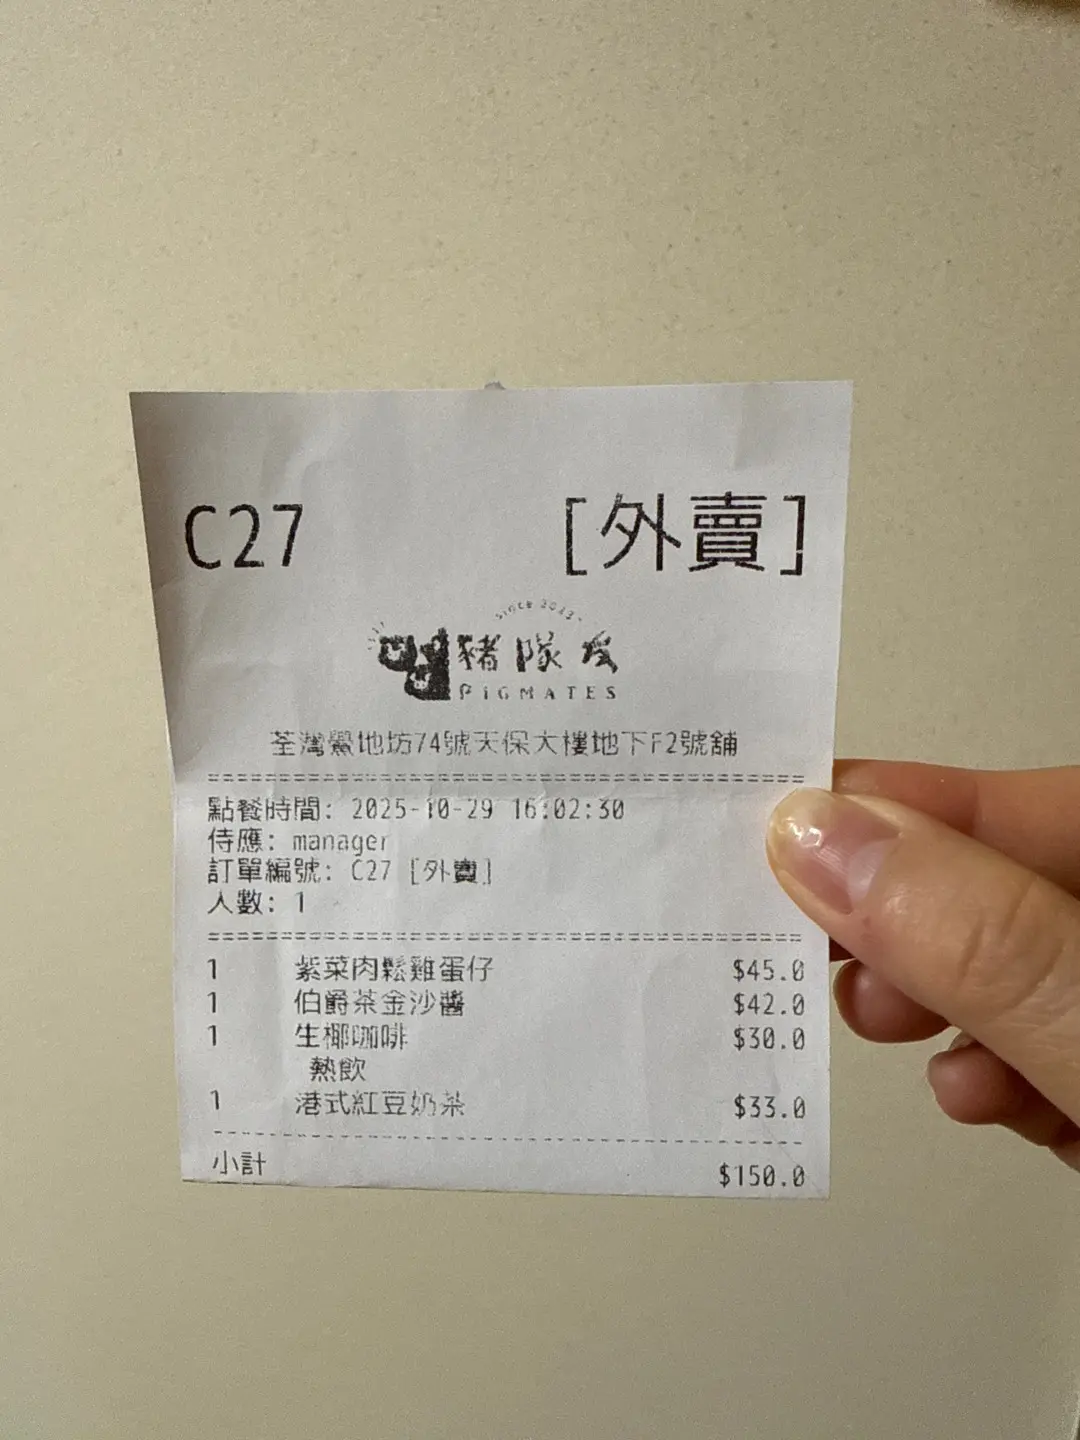 C27 [外賣]
Since 2023
豬隊友
PIGMATES
荃灣鱟地坊74號天保大樓地下F2號舖
點餐時間: 2025-10-29 16:02:30
侍應: manager
訂單編號: C27 [外賣]
人數: 1
1 紫菜肉鬆雞蛋仔 $45.0
1 伯爵茶金沙醬 $42.0
1 生椰咖啡 $30.0
熱飲
1 港式紅豆奶茶 $33.0
小計 $150.0